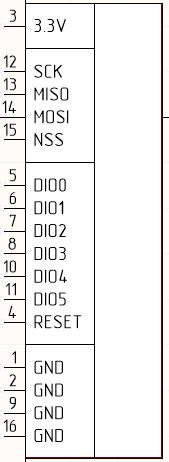 3 3.3V
12 SCK
13 MISO
14 MOSI
15 NSS
5 DIO0
6 DIO1
7 DIO2
8 DIO3
10 DIO4
11 DIO5
4 RESET
1 GND
2 GND
9 GND
16 GND